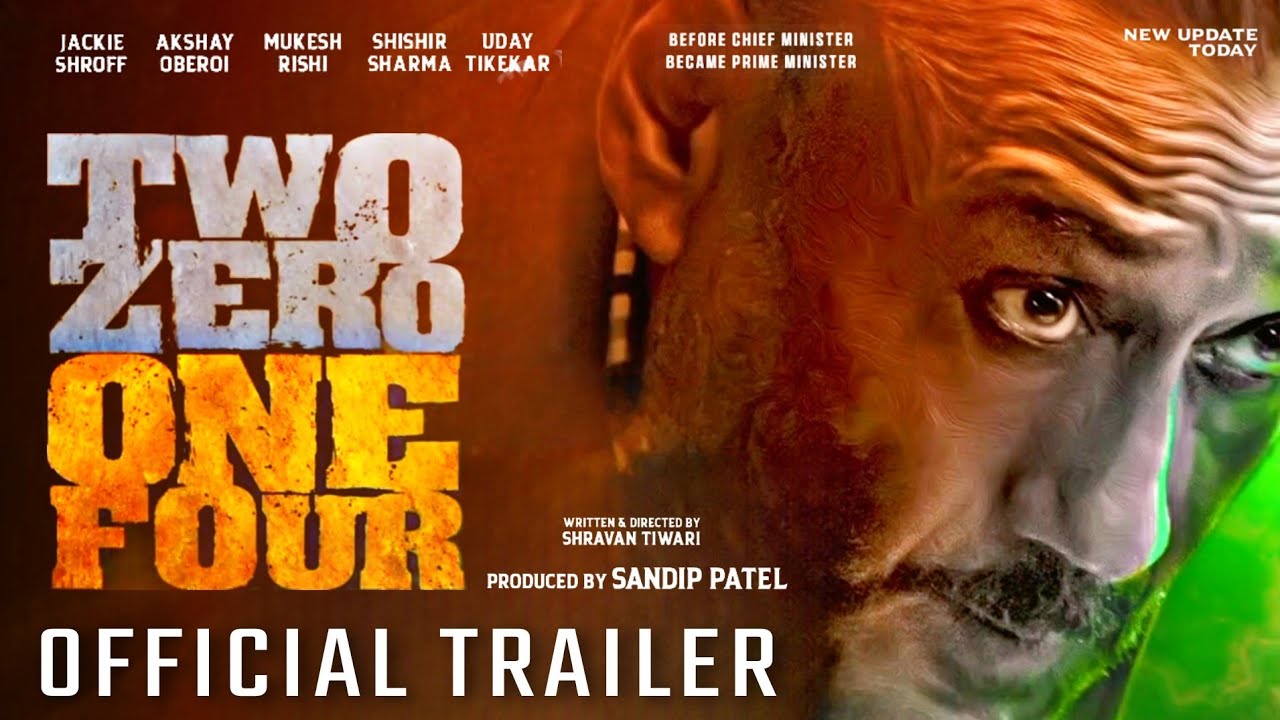 JACKIE SHROFF
AKSHAY OBEROI
MUKESH RISHI
SHISHIR SHARMA
UDAY TIKEKAR
BEFORE CHIEF MINISTER
BECAME PRIME MINISTER
NEW UPDATE
TODAY
TWO
ZERO
ONE
FOUR
WRITTEN & DIRECTED BY
SHRAVAN TIWARI
PRODUCED BY SANDIP PATEL
OFFICIAL TRAILER